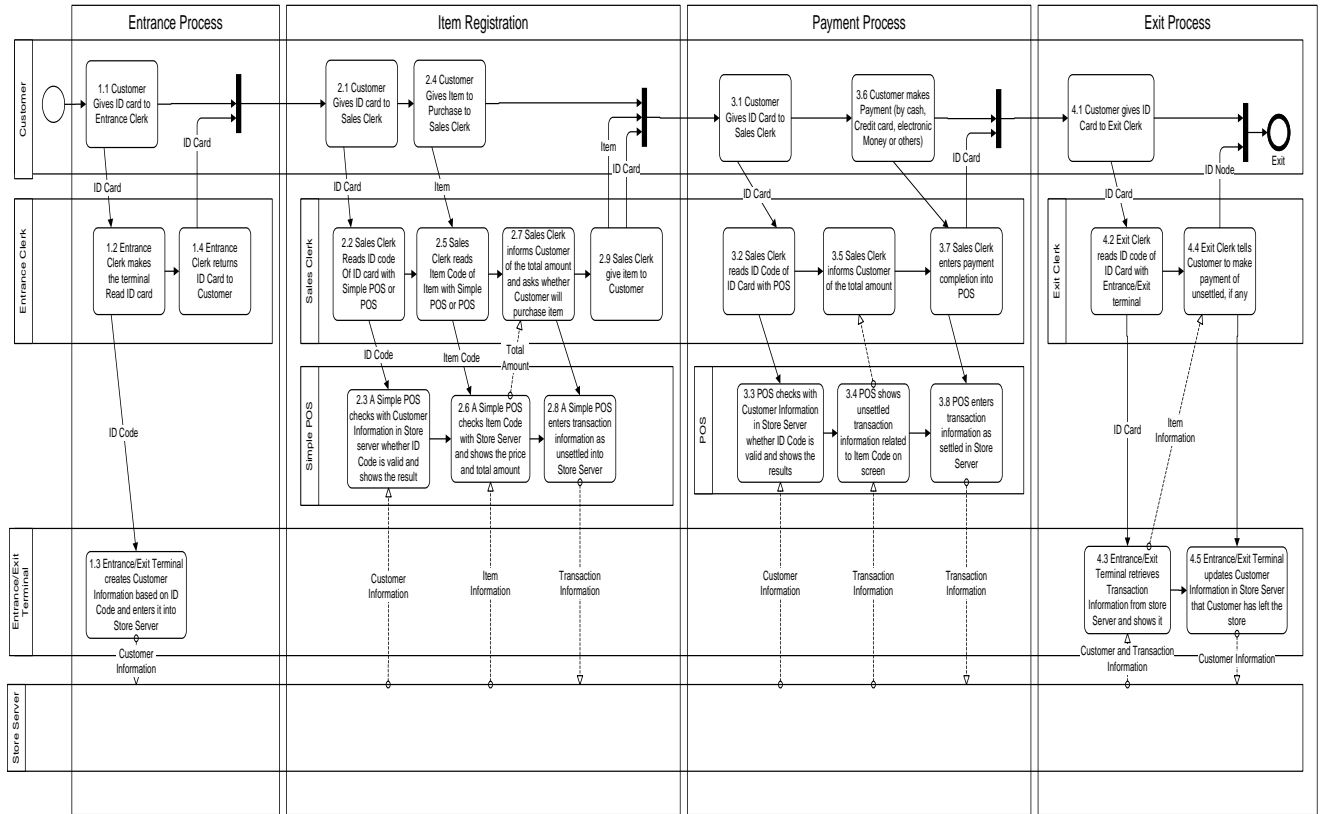 Entrance Process
Item Registration
Payment Process
Exit Process
Customer
1.1 Customer
Gives ID card to
Entrance Clerk
ID Card
2.1 Customer
Gives ID card to
Sales Clerk
2.4 Customer
Gives Item to
Purchase to
Sales Clerk
Item
ID Card
3.1 Customer
Gives ID Card to
Sales Clerk
3.6 Customer makes
Payment (by cash,
Credit card, electronic
Money or others)
ID Card
4.1 Customer gives ID
Card to Exit Clerk
ID Node
Exit
ID Card
ID Card
Item
ID Card
ID Card
Entrance Clerk
1.2 Entrance
Clerk makes
the terminal
Read ID card
1.4 Entrance
Clerk returns
ID Card to
Customer
Sales Clerk
2.2 Sales Clerk
Reads ID code
Of ID card with
Simple POS or
POS
2.5 Sales
Clerk reads
Item Code of
Item with Simple
POS or POS
2.7 Sales Clerk
informs Customer
of the total amount
and asks whether
Customer will
purchase item
2.9 Sales Clerk
give item to
Customer
3.2 Sales Clerk
reads ID Code of
ID Card with POS
3.5 Sales Clerk
informs Customer
of the total amount
3.7 Sales Clerk
enters payment
completion into
POS
Exit Clerk
4.2 Exit Clerk
reads ID code of
ID Card with
Entrance/Exit
terminal
4.4 Exit Clerk tells
Customer to make
payment of
unsettled, if any
ID Code
ID Code
Item Code
Total
Amount
ID Card
Item
Information
Simple POS
2.3 A Simple POS
checks with Customer
Information in Store
server whether ID
Code is valid and
shows the result
2.6 A Simple POS
checks Item Code
with Store Server
and shows the price
and total amount
2.8 A Simple POS
enters transaction
information as
unsettled into
Store Server
POS
3.3 POS checks with
Customer Information
in Store Server
whether ID Code is
valid and shows the
results
3.4 POS shows
unsettled
transaction
information related
to Item Code on
screen
3.8 POS enters
transaction
information as
settled in Store
Server
Entrance/Exit
Terminal
1.3 Entrance/Exit Terminal
creates Customer
Information based on ID
Code and enters it into
Store Server
Customer
Information
Customer
Information
Item
Information
Transaction
Information
Customer
Information
Transaction
Information
Transaction
Information
4.3 Entrance/Exit
Terminal retrieves
Transaction
Information from store
Server and shows it
4.5 Entrance/Exit Terminal
updates Customer
Information in Store Server
that Customer has left the
store
Customer and Transaction
Information
Customer Information
Store Server